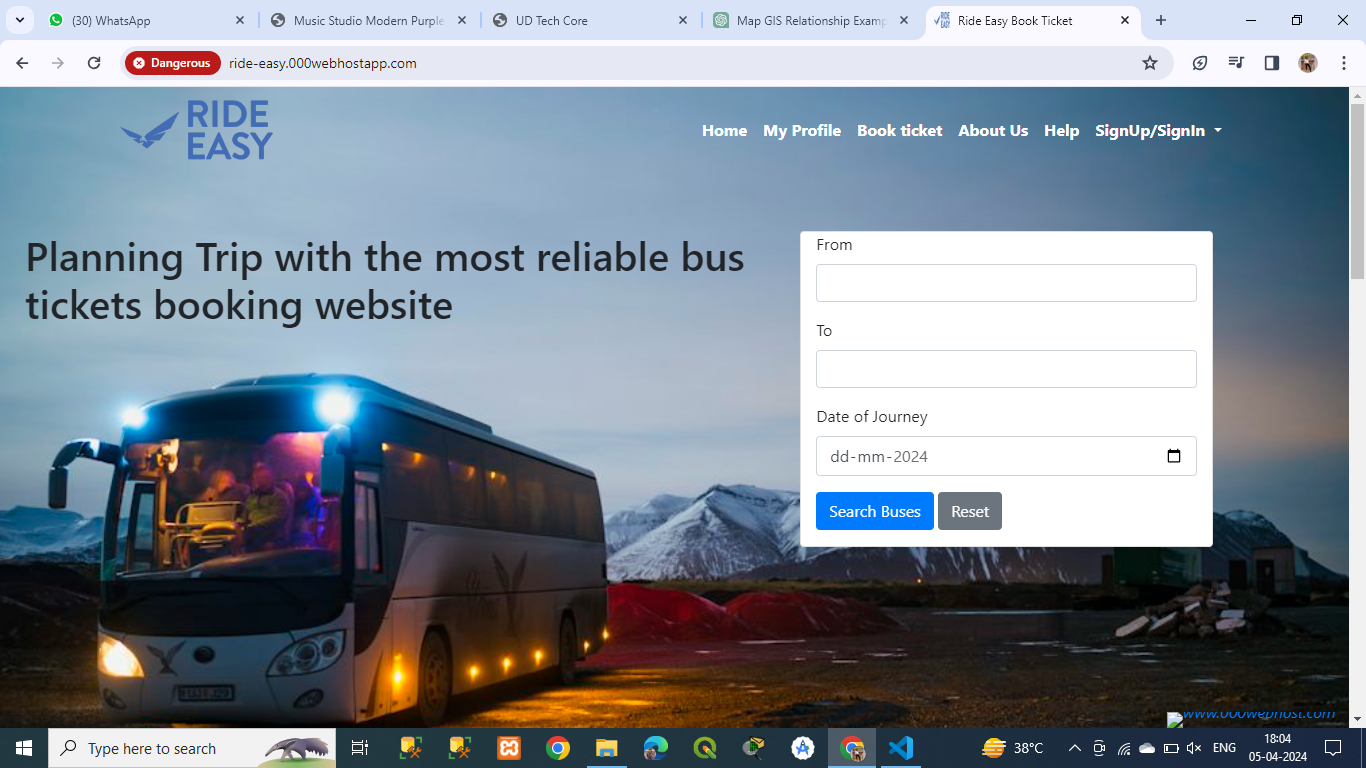 (30) WhatsApp
Music Studio Modern Purple
UD Tech Core
Map GIS Relationship Examp
Ride Easy Book Ticket
Dangerous
ride-easy.000webhostapp.com
RIDE
EASY
Home
My Profile
Book ticket
About Us
Help
SignUp/SignIn
Planning Trip with the most reliable bus
tickets booking website
From
To
Date of Journey
dd-mm-2024
Search Buses
Reset
www.000webhost.com
Type here to search
38°C
ENG
18:04
05-04-2024